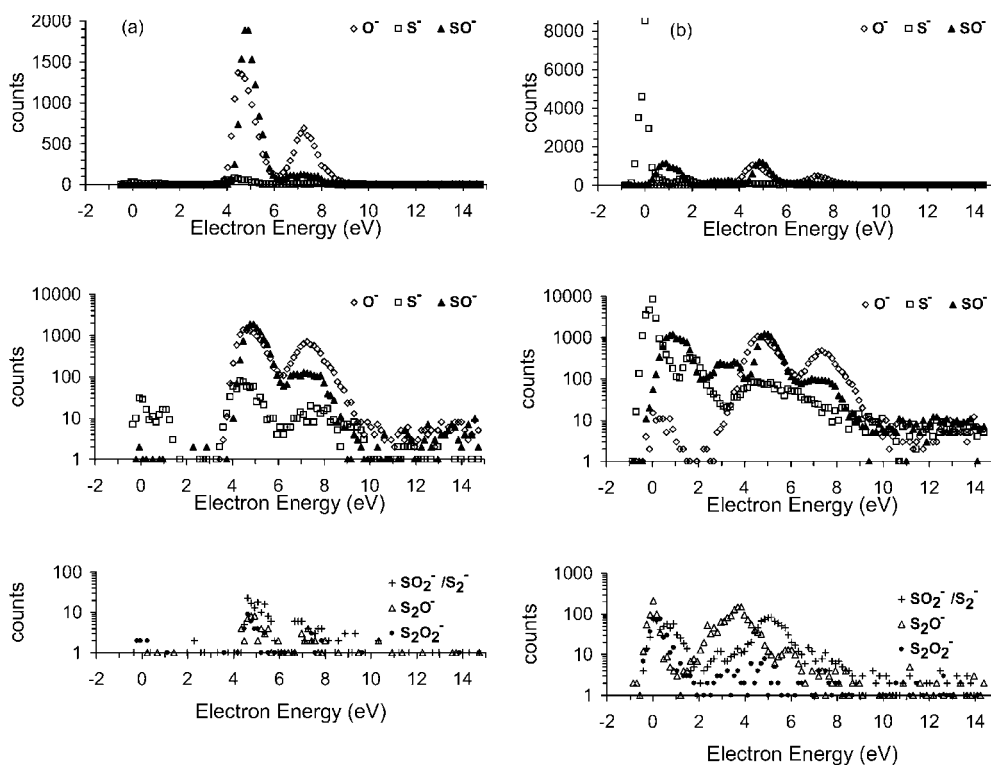 (a)
O⁻ S⁻ SO⁻
counts
2000
1500
1000
500
0
-2 0 2 4 6 8 10 12 14
Electron Energy (eV)
(b)
O⁻ S⁻ SO⁻
counts
8000
6000
4000
2000
0
-2 0 2 4 6 8 10 12 14
Electron Energy (eV)
O⁻ S⁻ SO⁻
counts
10000
1000
100
10
1
-2 0 2 4 6 8 10 12 14
Electron Energy (eV)
O⁻ S⁻ SO⁻
counts
10000
1000
100
10
1
-2 0 2 4 6 8 10 12 14
Electron Energy (eV)
SO₂⁻/S₂⁻
S₂O⁻
S₂O₂⁻
counts
100
10
1
-2 0 2 4 6 8 10 12 14
Electron Energy (eV)
SO₂⁻/S₂⁻
S₂O⁻
S₂O₂⁻
counts
1000
100
10
1
-2 0 2 4 6 8 10 12 14
Electron Energy (eV)